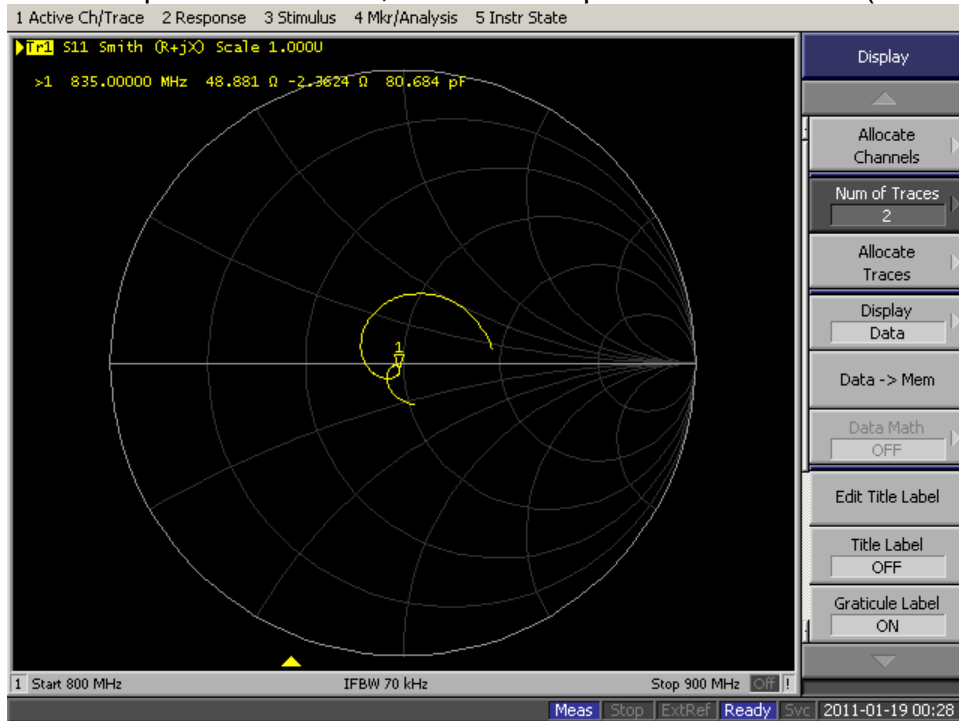 1 Active Ch/Trace 2 Response 3 Stimulus 4 Mkr/Analysis 5 Instr State
Tr1 S11 Smith (R+jX) Scale 1.000U
>1 835.00000 MHz 48.881 Ω -2.3624 Ω 80.684 pF
1
Display
Allocate
Channels
Num of Traces
2
Allocate
Traces
Display
Data
Data -> Mem
Data Math
OFF
Edit Title Label
Title Label
OFF
Graticule Label
ON
1 Start 800 MHz IFBW 70 kHz Stop 900 MHz Off !
Meas Stop ExtRef Ready Svc 2011-01-19 00:28